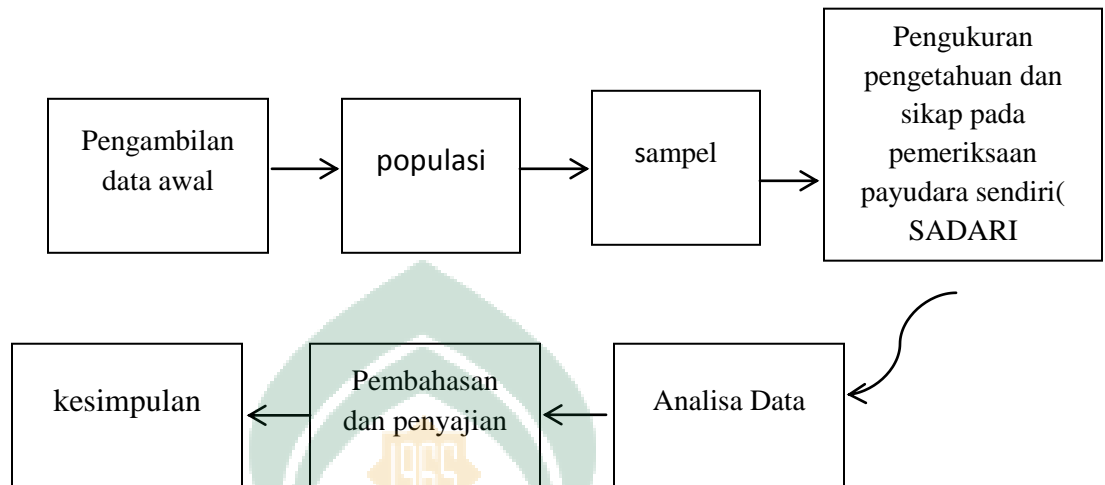 Pengambilan
data awal
populasi
sampel
Pengukuran
pengetahuan dan
sikap pada
pemeriksaan
payudara sendiri(
SADARI
Analisa Data
Pembahasan
dan penyajian
kesimpulan
1965